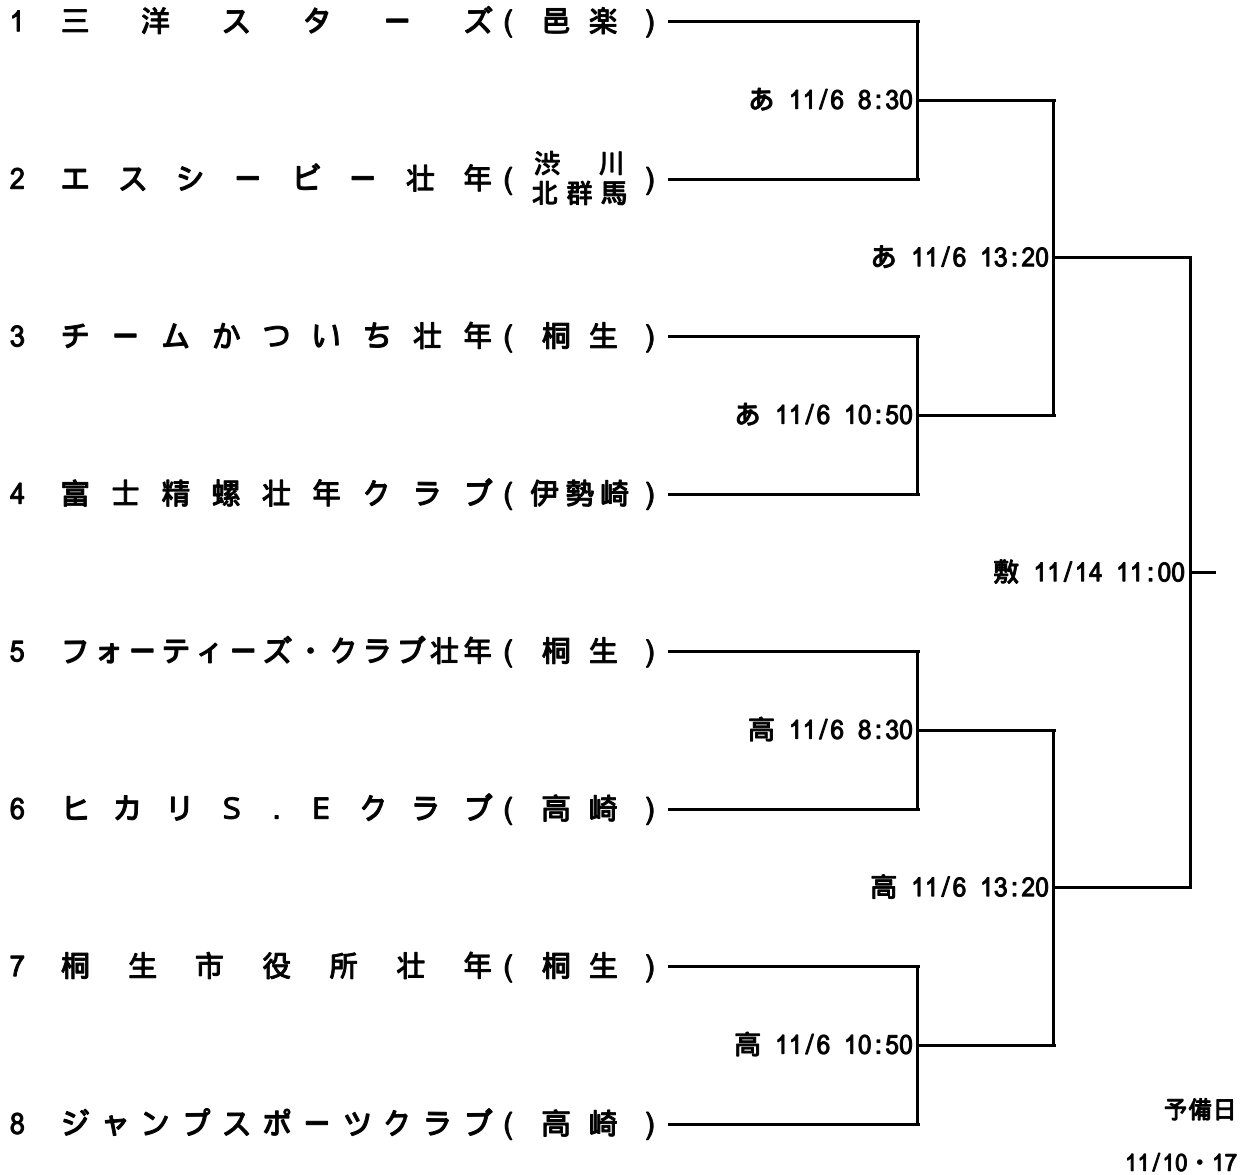 1 三洋スターズ(邑楽)
あ 11/6 8:30
2 エスシービー壮年(渋川北群馬)
あ 11/6 13:20
3 チームかついち壮年(桐生)
あ 11/6 10:50
4 富士精螺壮年クラブ(伊勢崎)
敷 11/14 11:00
5 フォーティーズ・クラブ壮年(桐生)
高 11/6 8:30
6 ヒカリS.Eクラブ(高崎)
高 11/6 13:20
7 桐生市役所壮年(桐生)
高 11/6 10:50
8 ジャンプスポーツクラブ(高崎)
予備日
11/10・17